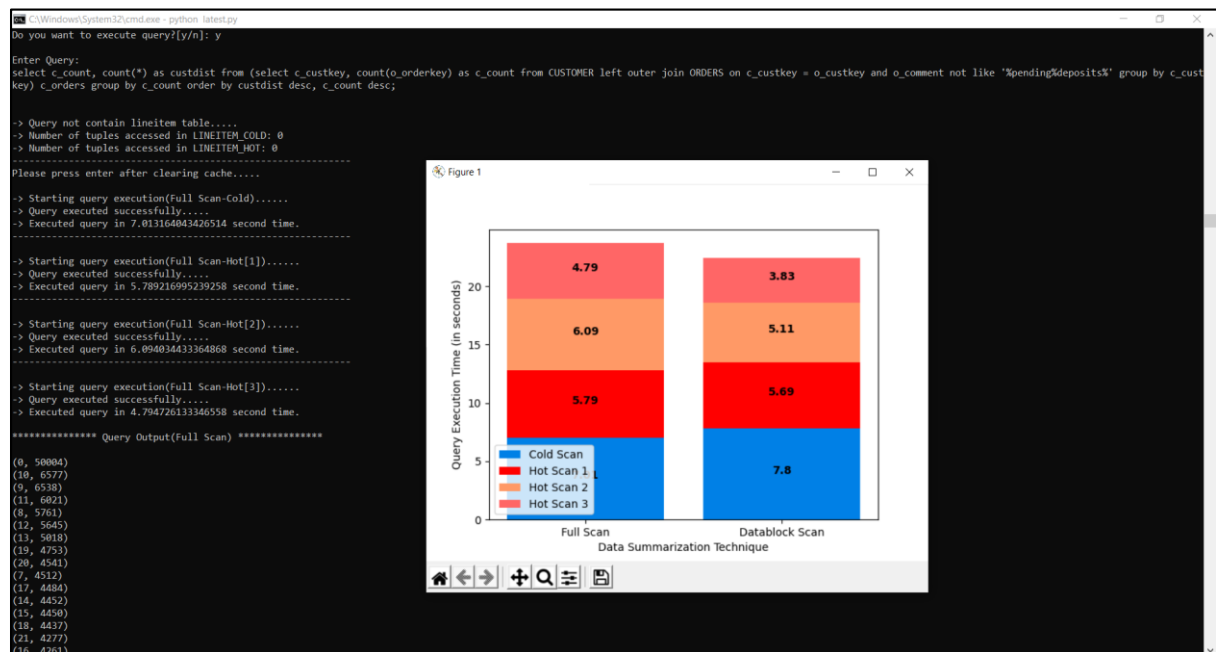 C:\Windows\System32\cmd.exe - python latest.py
Do you want to execute query?[y/n]: y
Enter Query:
select c_count, count(*) as custdist from (select c_custkey, count(o_orderkey) as c_count from CUSTOMER left outer join ORDERS on c_custkey = o_custkey and o_comment not like '%pending%deposits%' group by c_cust
key) c_orders group by c_count order by custdist desc, c_count desc;
-> Query not contain lineitem table.....
-> Number of tuples accessed in LINEITEM_COLD: 0
-> Number of tuples accessed in LINEITEM_HOT: 0
-----------------------------------------------------------
Please press enter after clearing cache.....
-> Starting query execution(Full Scan-Cold)......
-> Query executed successfully.....
-> Executed query in 7.013164043426514 second time.
-----------------------------------------------------------
-> Starting query execution(Full Scan-Hot[1])......
-> Query executed successfully.....
-> Executed query in 5.789216995239258 second time.
-----------------------------------------------------------
-> Starting query execution(Full Scan-Hot[2])......
-> Query executed successfully.....
-> Executed query in 6.094034433364868 second time.
-----------------------------------------------------------
-> Starting query execution(Full Scan-Hot[3])......
-> Query executed successfully.....
-> Executed query in 4.794726133346558 second time.
*************** Query Output(Full Scan) ***************
(0, 50004)
(10, 6577)
(9, 6538)
(11, 6021)
(8, 5761)
(12, 5645)
(13, 5018)
(19, 4753)
(20, 4541)
(7, 4512)
(17, 4484)
(14, 4452)
(15, 4450)
(18, 4437)
(21, 4277)
(16, 4261)
Figure 1
Query Execution Time (in seconds)
20
15
10
5
0
4.79
6.09
5.79
3.83
5.11
5.69
7.8
Cold Scan
Hot Scan 1
Hot Scan 2
Hot Scan 3
Full Scan
Datablock Scan
Data Summarization Technique